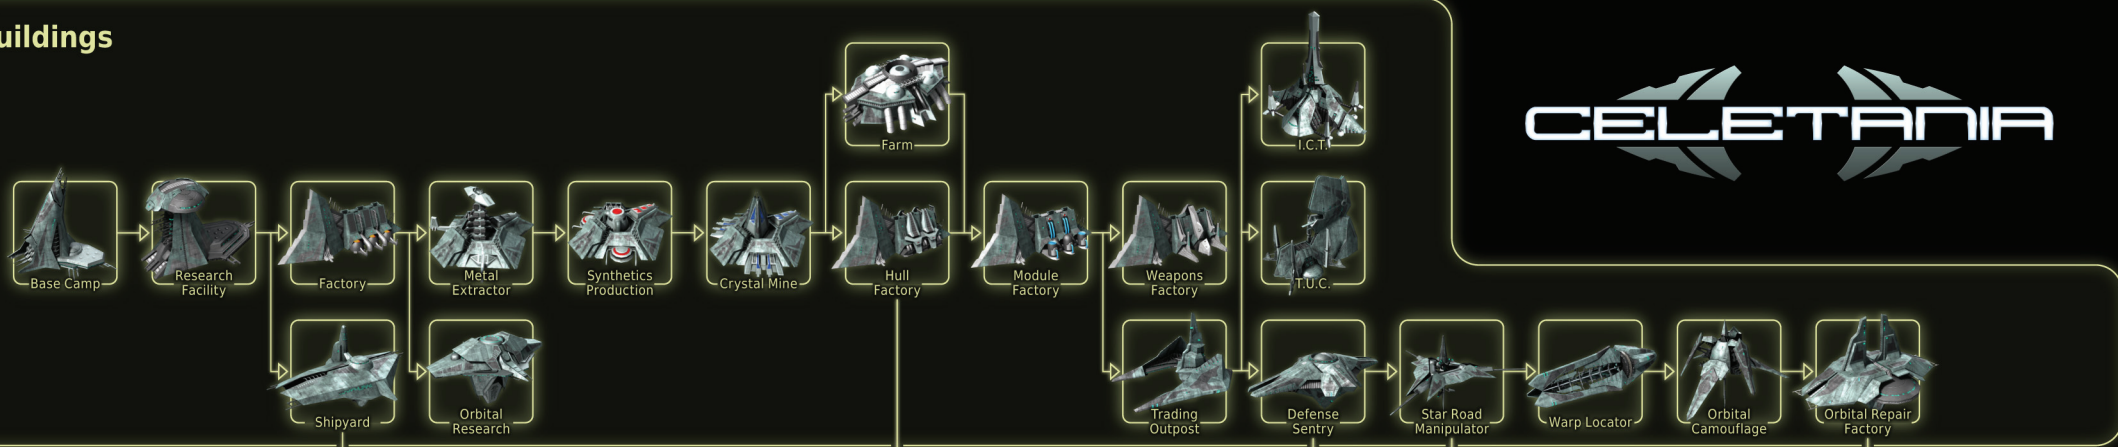 uildings
CELETANIA
Farm
I.C.T.
Base Camp
Research
Facility
Factory
Metal
Extractor
Synthetics
Production
Crystal Mine
Hull
Factory
Module
Factory
Weapons
Factory
T.U.C.
Shipyard
Orbital
Research
Trading
Outpost
Defense
Sentry
Star Road
Manipulator
Warp Locator
Orbital
Camouflage
Orbital Repair
Factory